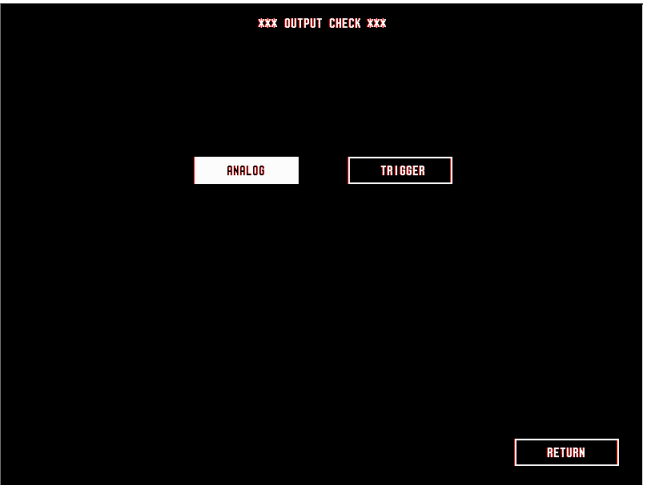 *** OUTPUT CHECK ***
ANALOG TRIGGER
RETURN